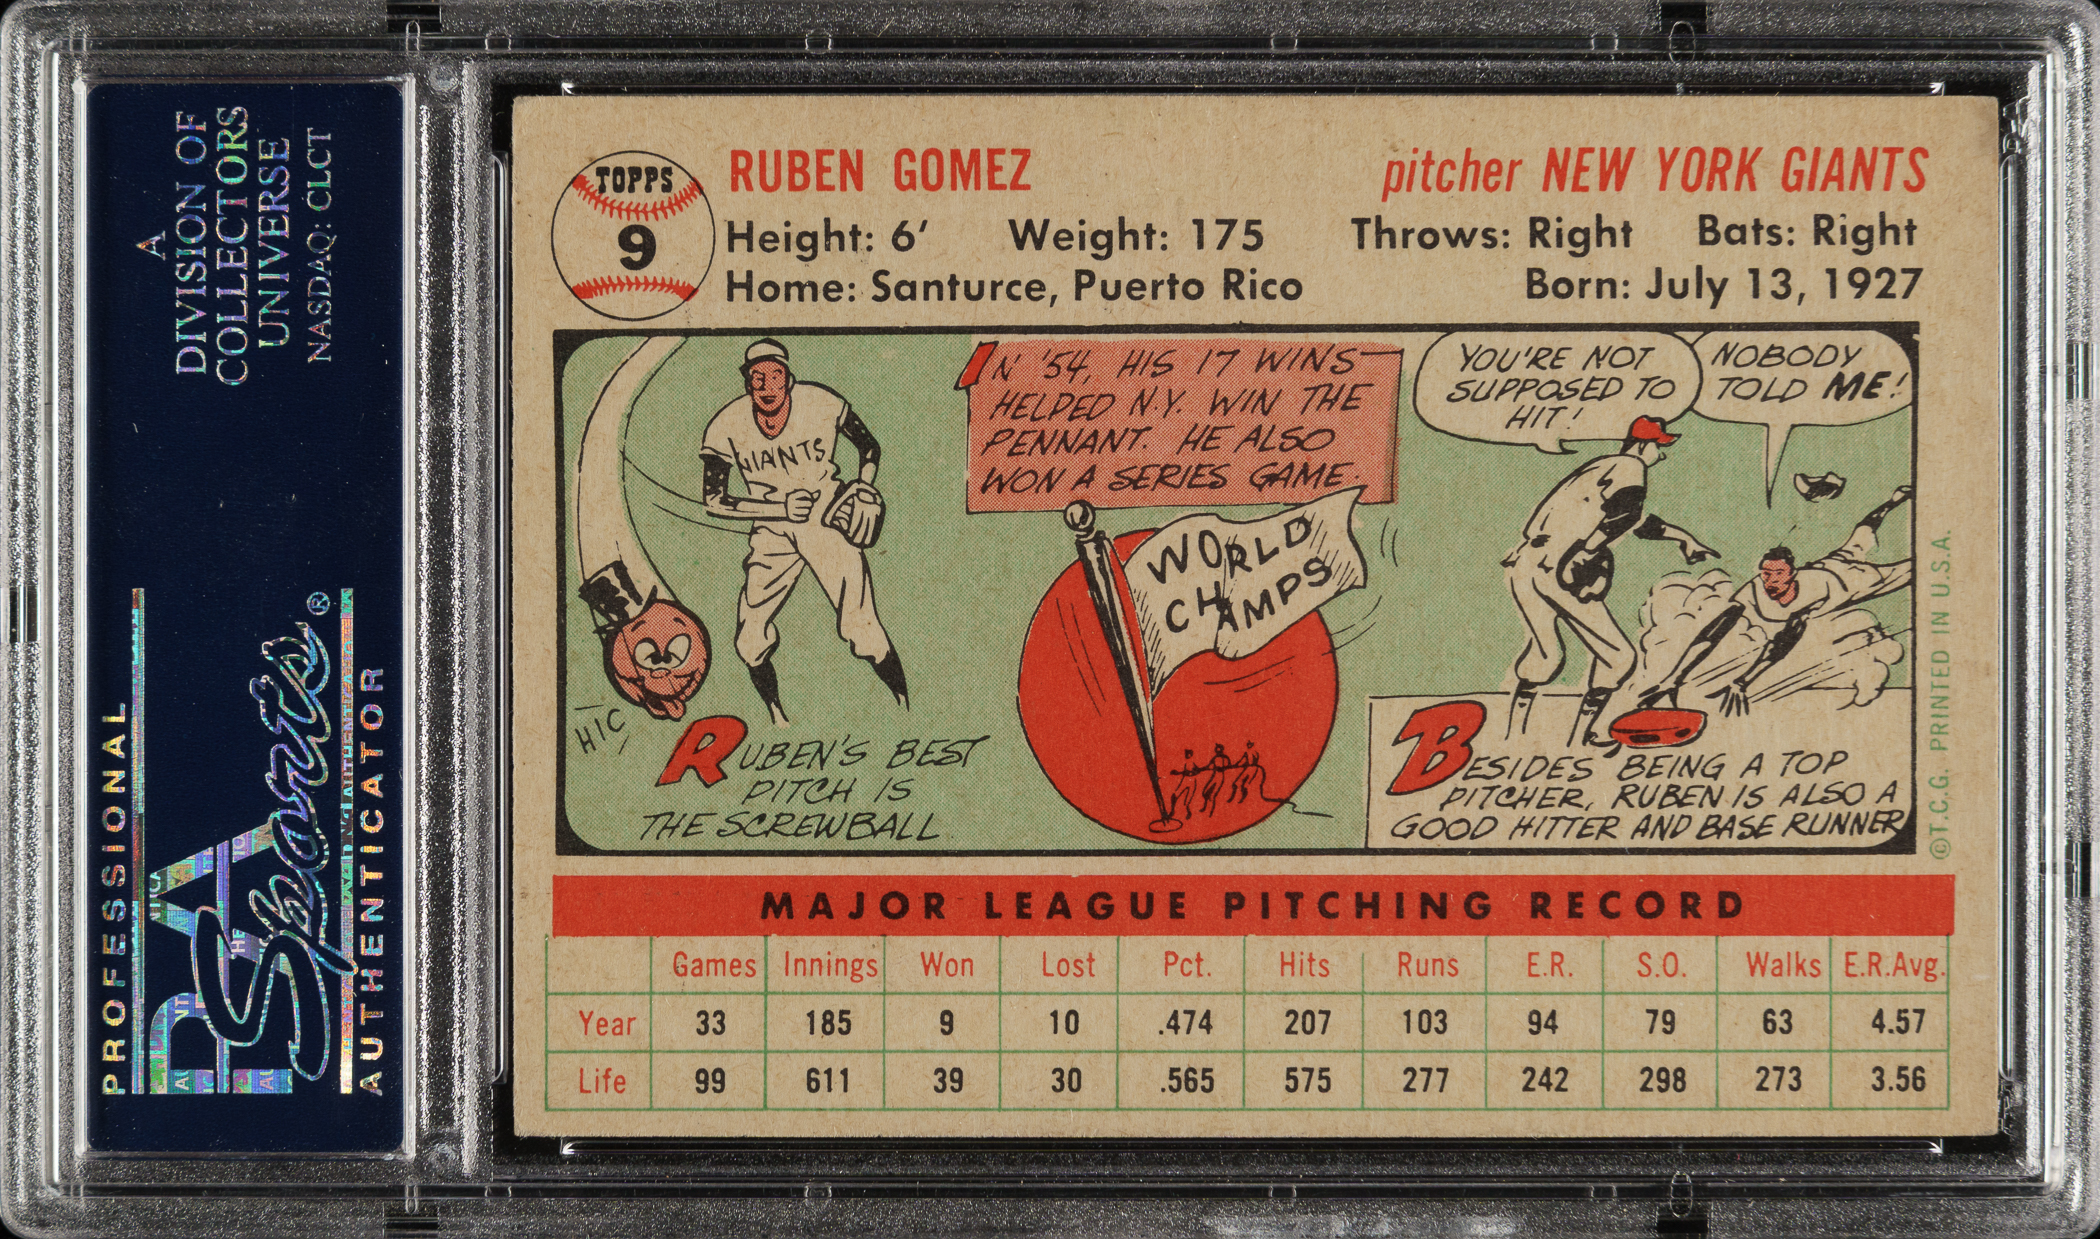 A
DIVISION OF
COLLECTORS
UNIVERSE
NASDAQ: CLCT
PROFESSIONAL
PSA
Sports®
AUTHENTICATOR
TOPPS
9
RUBEN GOMEZ
pitcher NEW YORK GIANTS
Height: 6' Weight: 175 Throws: Right Bats: Right
Home: Santurce, Puerto Rico Born: July 13, 1927
GIANTS
HIC
RUBEN'S BEST
PITCH IS
THE SCREWBALL
IN '54, HIS 17 WINS
HELPED N.Y. WIN THE
PENNANT. HE ALSO
WON A SERIES GAME.
WORLD
CHAMPS
YOU'RE NOT
SUPPOSED TO
HIT!
NOBODY
TOLD ME!
BESIDES BEING A TOP
PITCHER, RUBEN IS ALSO A
GOOD HITTER AND BASE RUNNER
©T.C.G. PRINTED IN U.S.A.
MAJOR LEAGUE PITCHING RECORD
Games Innings Won Lost Pct. Hits Runs E.R. S.O. Walks E.R.Avg.
Year 33 185 9 10 .474 207 103 94 79 63 4.57
Life 99 611 39 30 .565 575 277 242 298 273 3.56